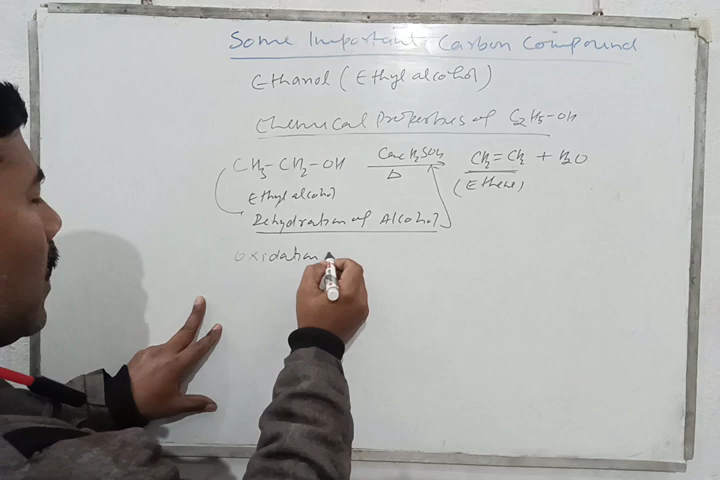 Some Important Carbon Compound
Ethanol (Ethyl alcohol)
Chemical Properties of C2H5-OH
CH3-CH2-OH Conc H2SO4 Δ CH2=CH2 + H2O
Ethyl alcohol (Ethene)
Dehydration of Alcohol
Oxidation